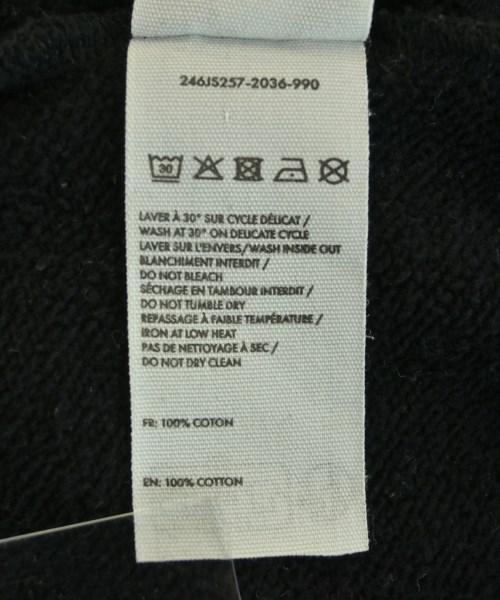 246JS257-2036-990
30
LAVER À 30° SUR CYCLE DÉLICAT /
WASH AT 30° ON DELICATE CYCLE
LAVER SUR L'ENVERS/WASH INSIDE OUT
BLANCHIMENT INTERDIT /
DO NOT BLEACH
SÉCHAGE EN TAMBOUR INTERDIT /
DO NOT TUMBLE DRY
REPASSAGE À FAIBLE TEMPÉRATURE /
IRON AT LOW HEAT
PAS DE NETTOYAGE À SEC /
DO NOT DRY CLEAN
FR: 100% COTON
EN: 100% COTTON